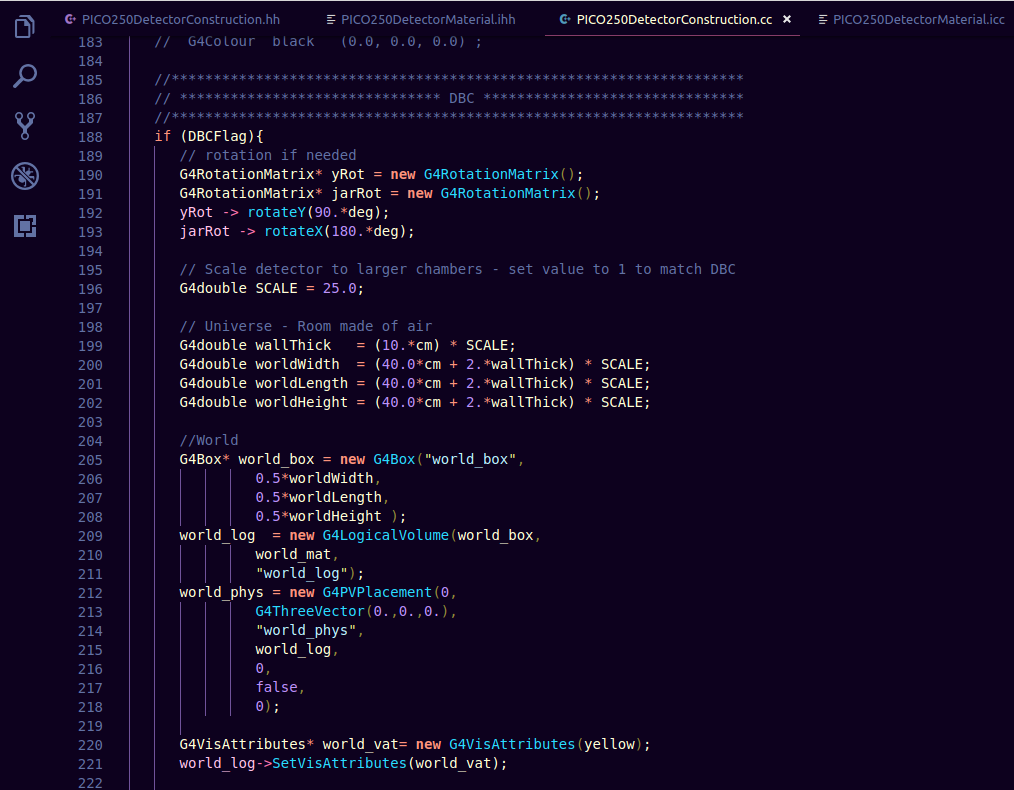 PICO250DetectorConstruction.hh PICO250DetectorMaterial.ihh PICO250DetectorConstruction.cc × PICO250DetectorMaterial.icc
183 //  G4Colour  black   (0.0, 0.0, 0.0) ;
184
185 //********************************************************************
186 // ******************************* DBC *******************************
187 //********************************************************************
188 if (DBCFlag){
189    // rotation if needed
190    G4RotationMatrix* yRot = new G4RotationMatrix();
191    G4RotationMatrix* jarRot = new G4RotationMatrix();
192    yRot -> rotateY(90.*deg);
193    jarRot -> rotateX(180.*deg);
194
195    // Scale detector to larger chambers - set value to 1 to match DBC
196    G4double SCALE = 25.0;
197
198    // Universe - Room made of air
199    G4double wallThick   = (10.*cm) * SCALE;
200    G4double worldWidth  = (40.0*cm + 2.*wallThick) * SCALE;
201    G4double worldLength = (40.0*cm + 2.*wallThick) * SCALE;
202    G4double worldHeight = (40.0*cm + 2.*wallThick) * SCALE;
203
204    //World
205    G4Box* world_box = new G4Box("world_box",
206             0.5*worldWidth,
207             0.5*worldLength,
208             0.5*worldHeight );
209    world_log  = new G4LogicalVolume(world_box,
210             world_mat,
211             "world_log");
212    world_phys = new G4PVPlacement(0,
213             G4ThreeVector(0.,0.,0.),
214             "world_phys",
215             world_log,
216             0,
217             false,
218             0);
219
220    G4VisAttributes* world_vat= new G4VisAttributes(yellow);
221    world_log->SetVisAttributes(world_vat);
222